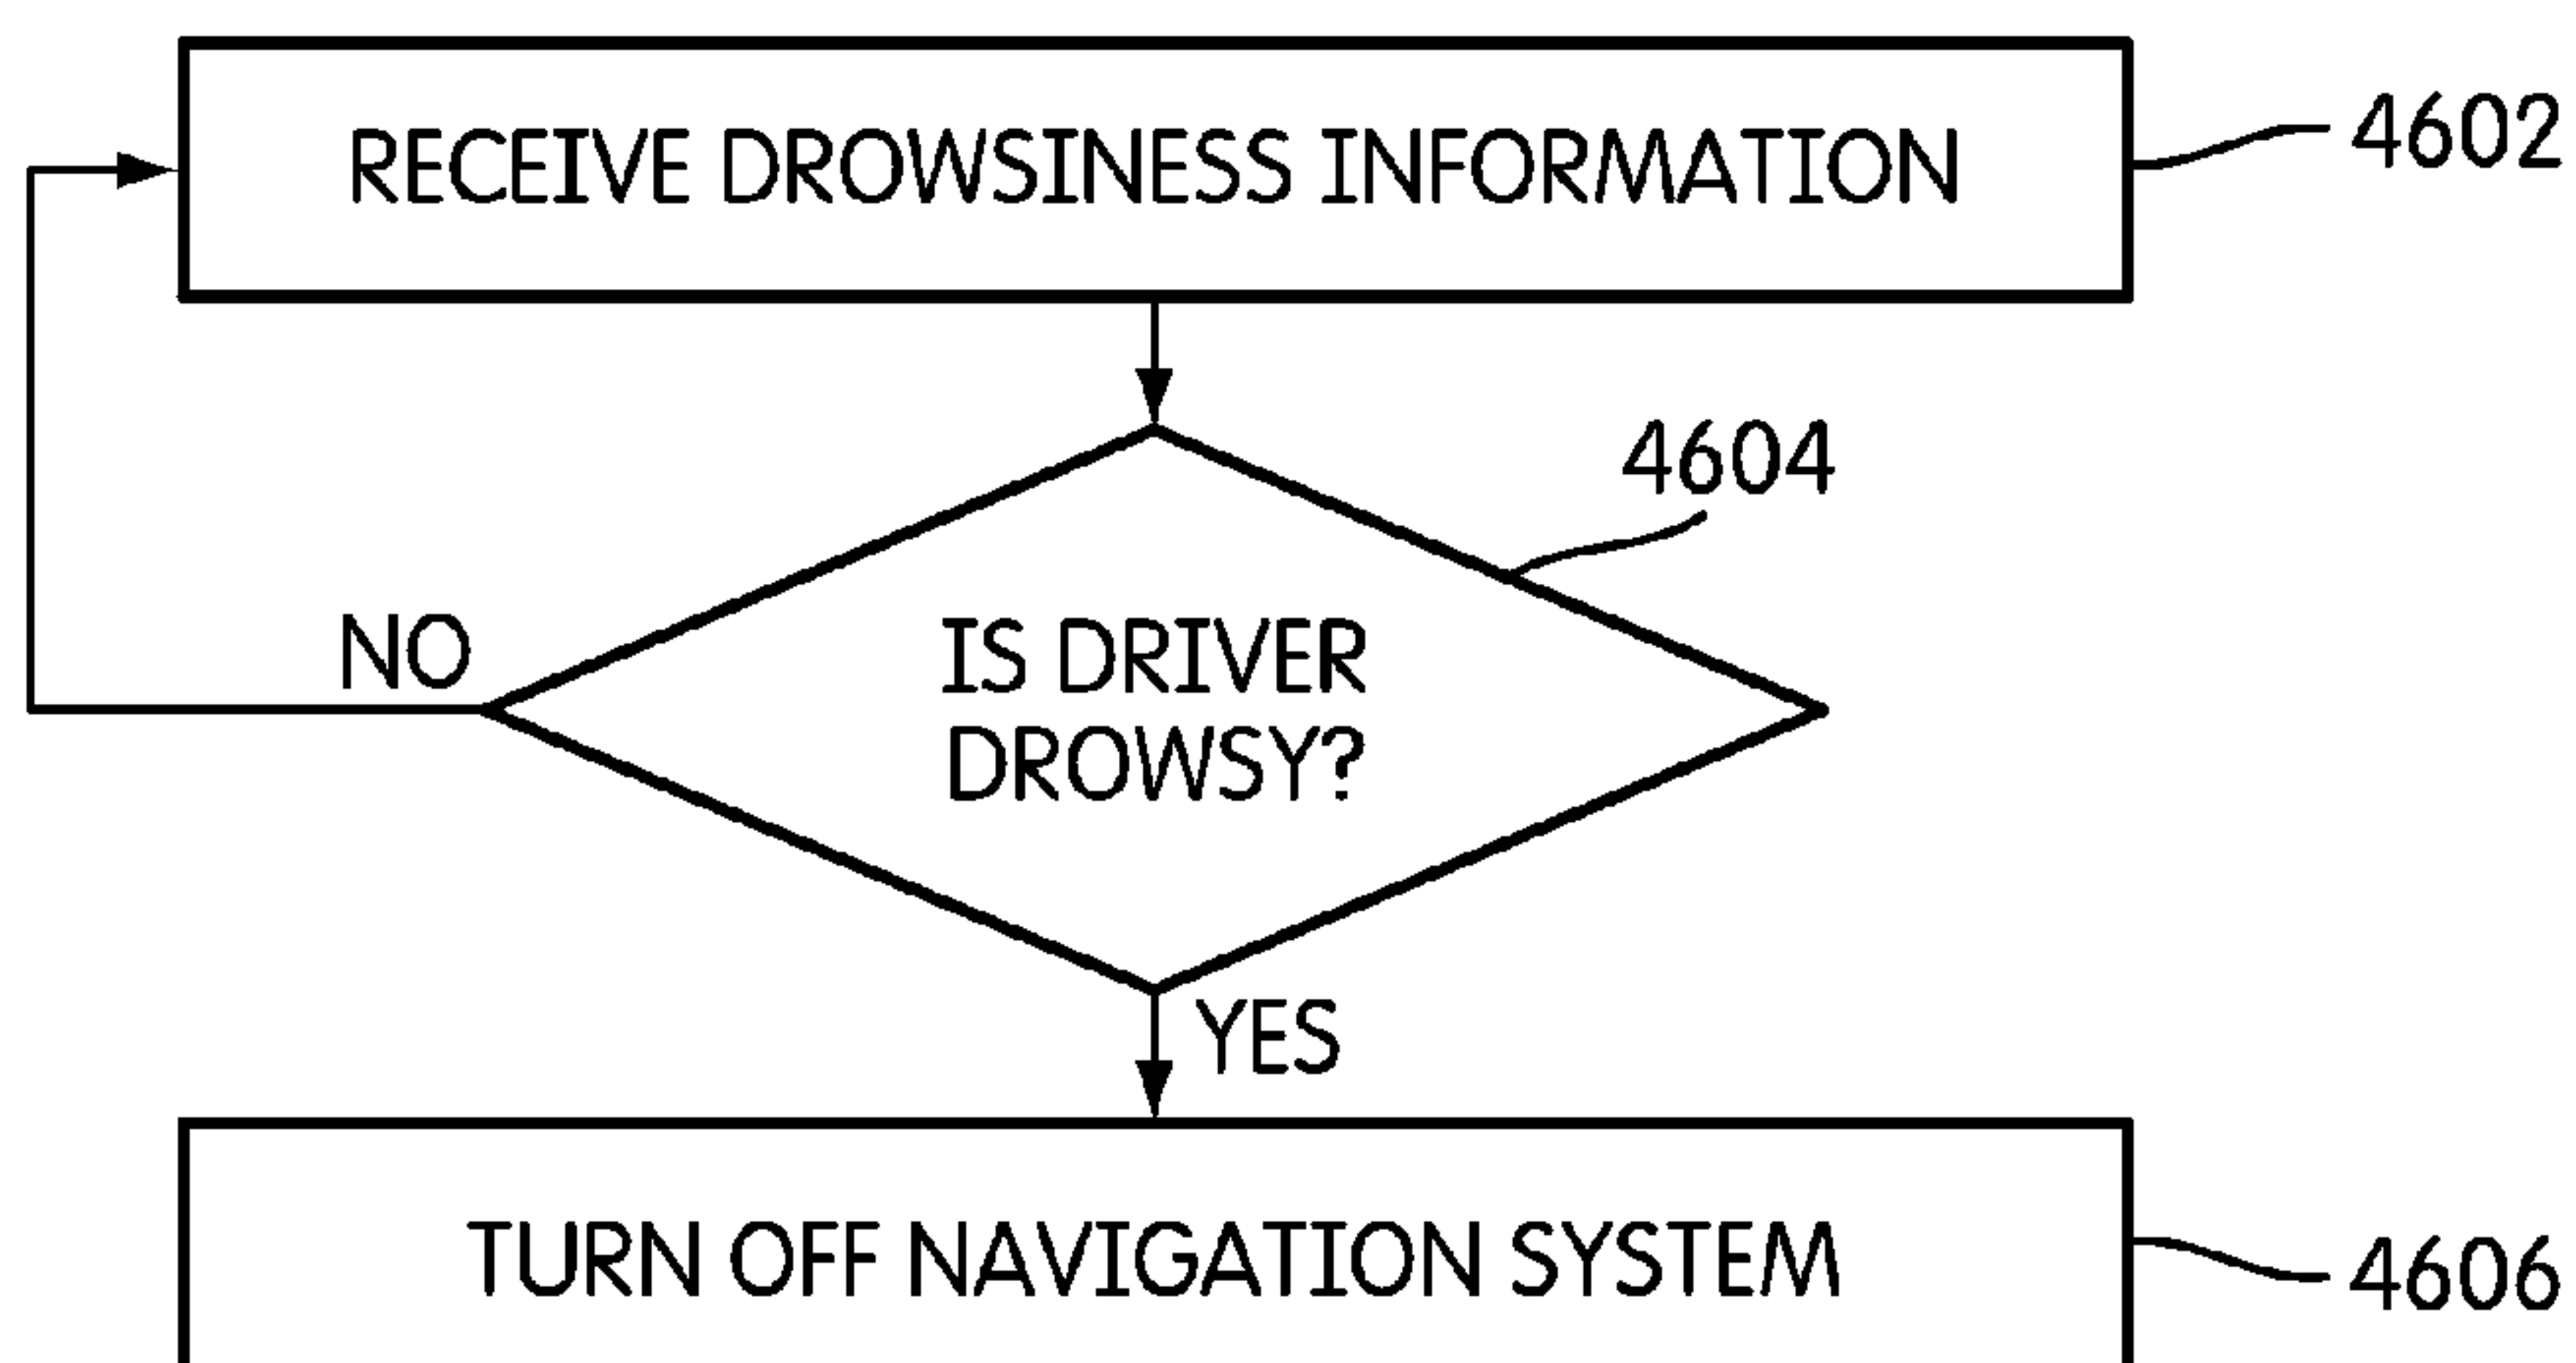 RECEIVE DROWSINESS INFORMATION
4602
4604
IS DRIVER
DROWSY?
NO
YES
TURN OFF NAVIGATION SYSTEM
4606